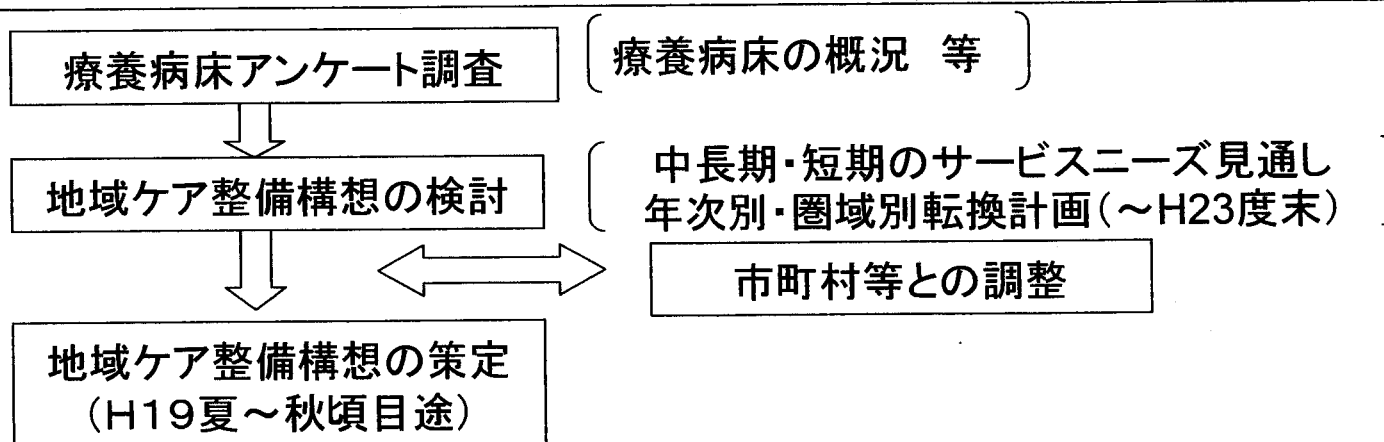 療養病床アンケート調査
療養病床の概況 等
地域ケア整備構想の検討
中長期・短期のサービスニーズ見通し
年次別・圏域別転換計画(～H23度末)
市町村等との調整
地域ケア整備構想の策定
(H19夏～秋頃目途)